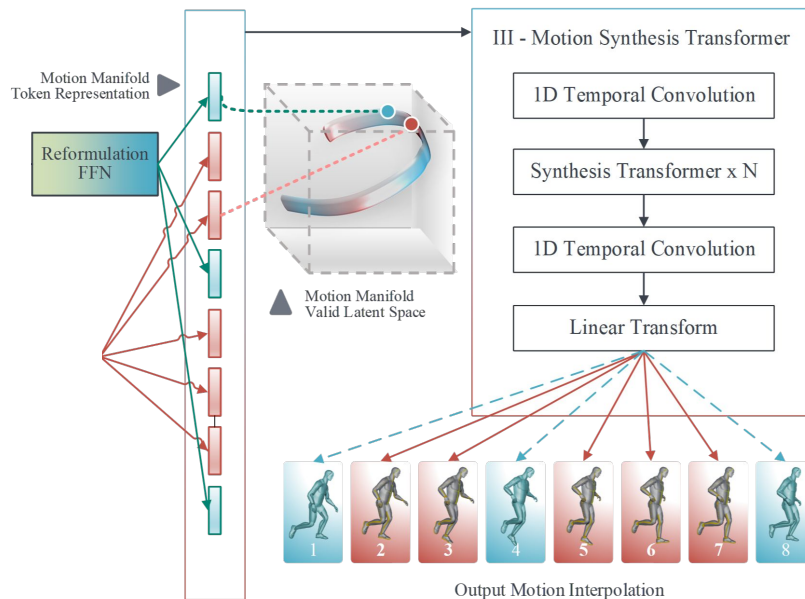 III - Motion Synthesis Transformer
Motion Manifold
Token Representation
1D Temporal Convolution
Reformulation
FFN
Synthesis Transformer x N
1D Temporal Convolution
Motion Manifold
Valid Latent Space
Linear Transform
1 2 3 4 5 6 7 8
Output Motion Interpolation